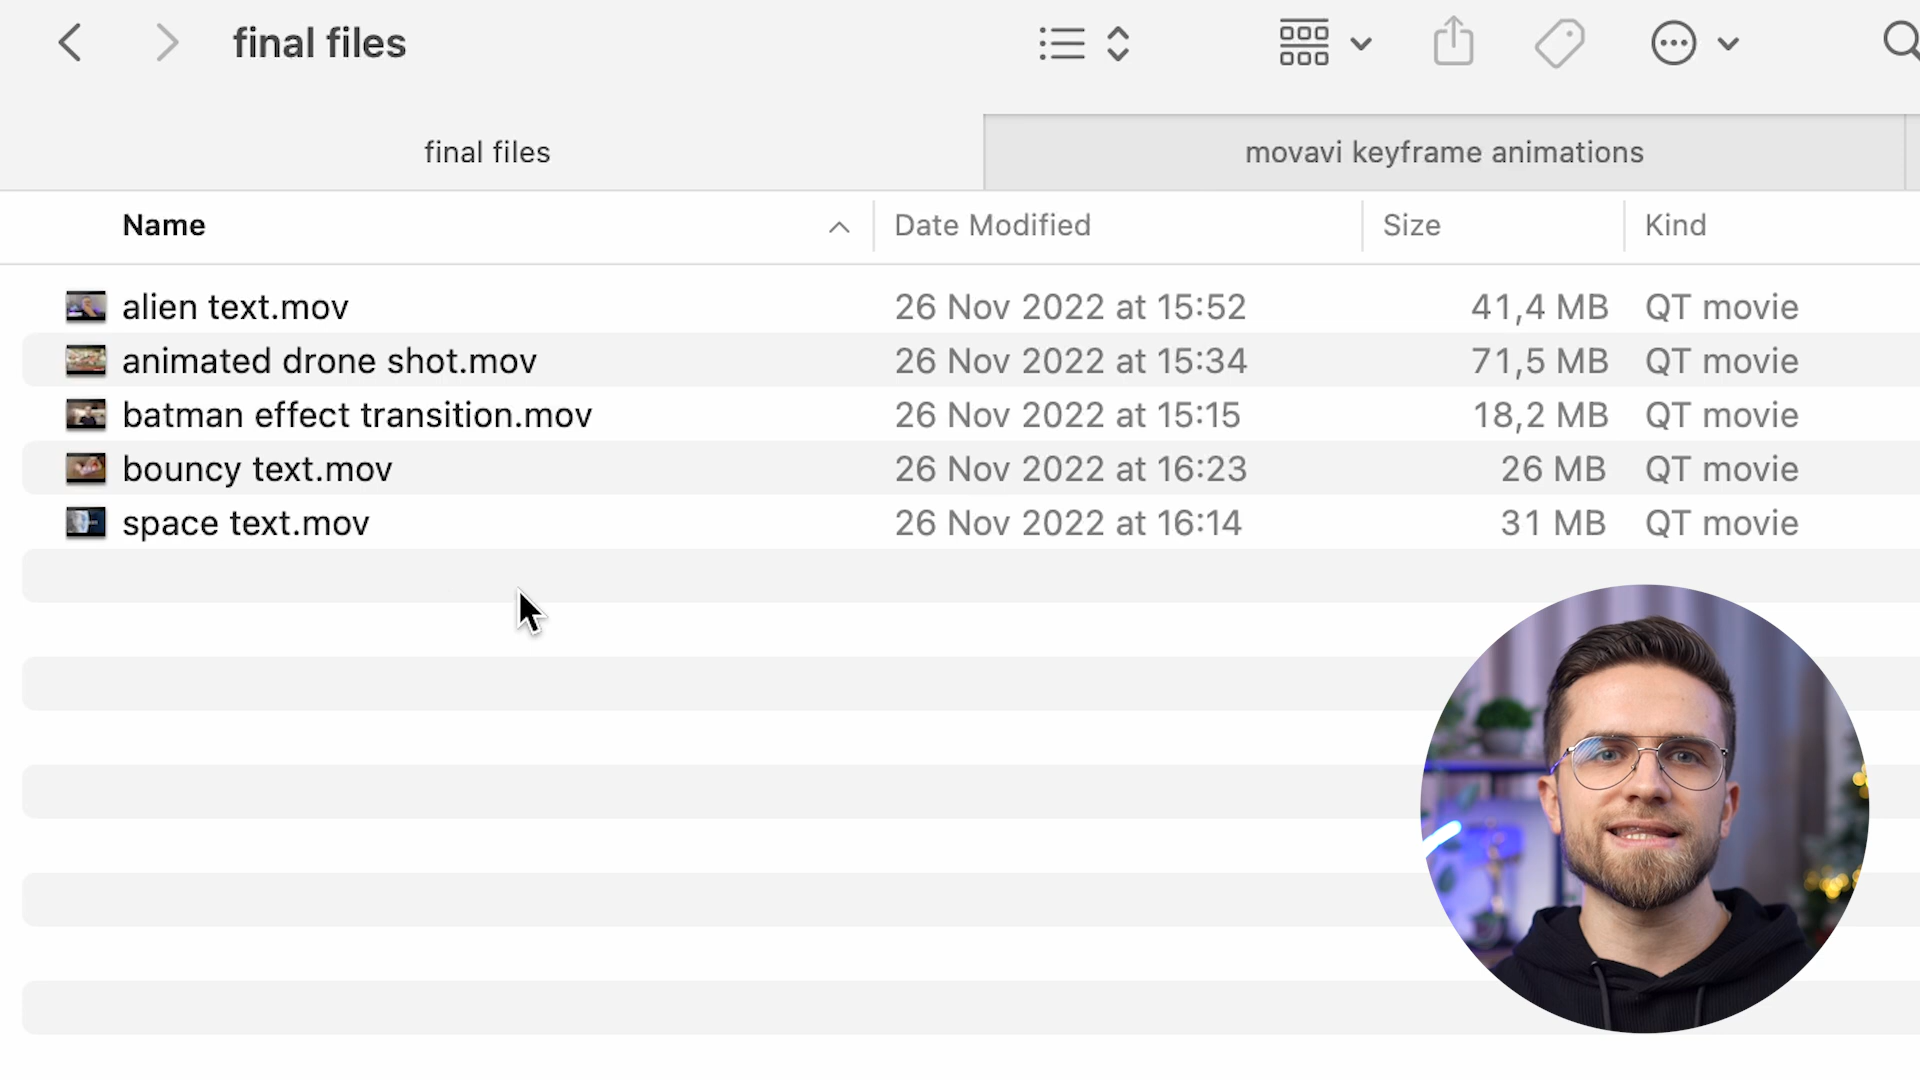 final files
final files
movavi keyframe animations
Name Date Modified Size Kind
alien text.mov 26 Nov 2022 at 15:52 41,4 MB QT movie
animated drone shot.mov 26 Nov 2022 at 15:34 71,5 MB QT movie
batman effect transition.mov 26 Nov 2022 at 15:15 18,2 MB QT movie
bouncy text.mov 26 Nov 2022 at 16:23 26 MB QT movie
space text.mov 26 Nov 2022 at 16:14 31 MB QT movie